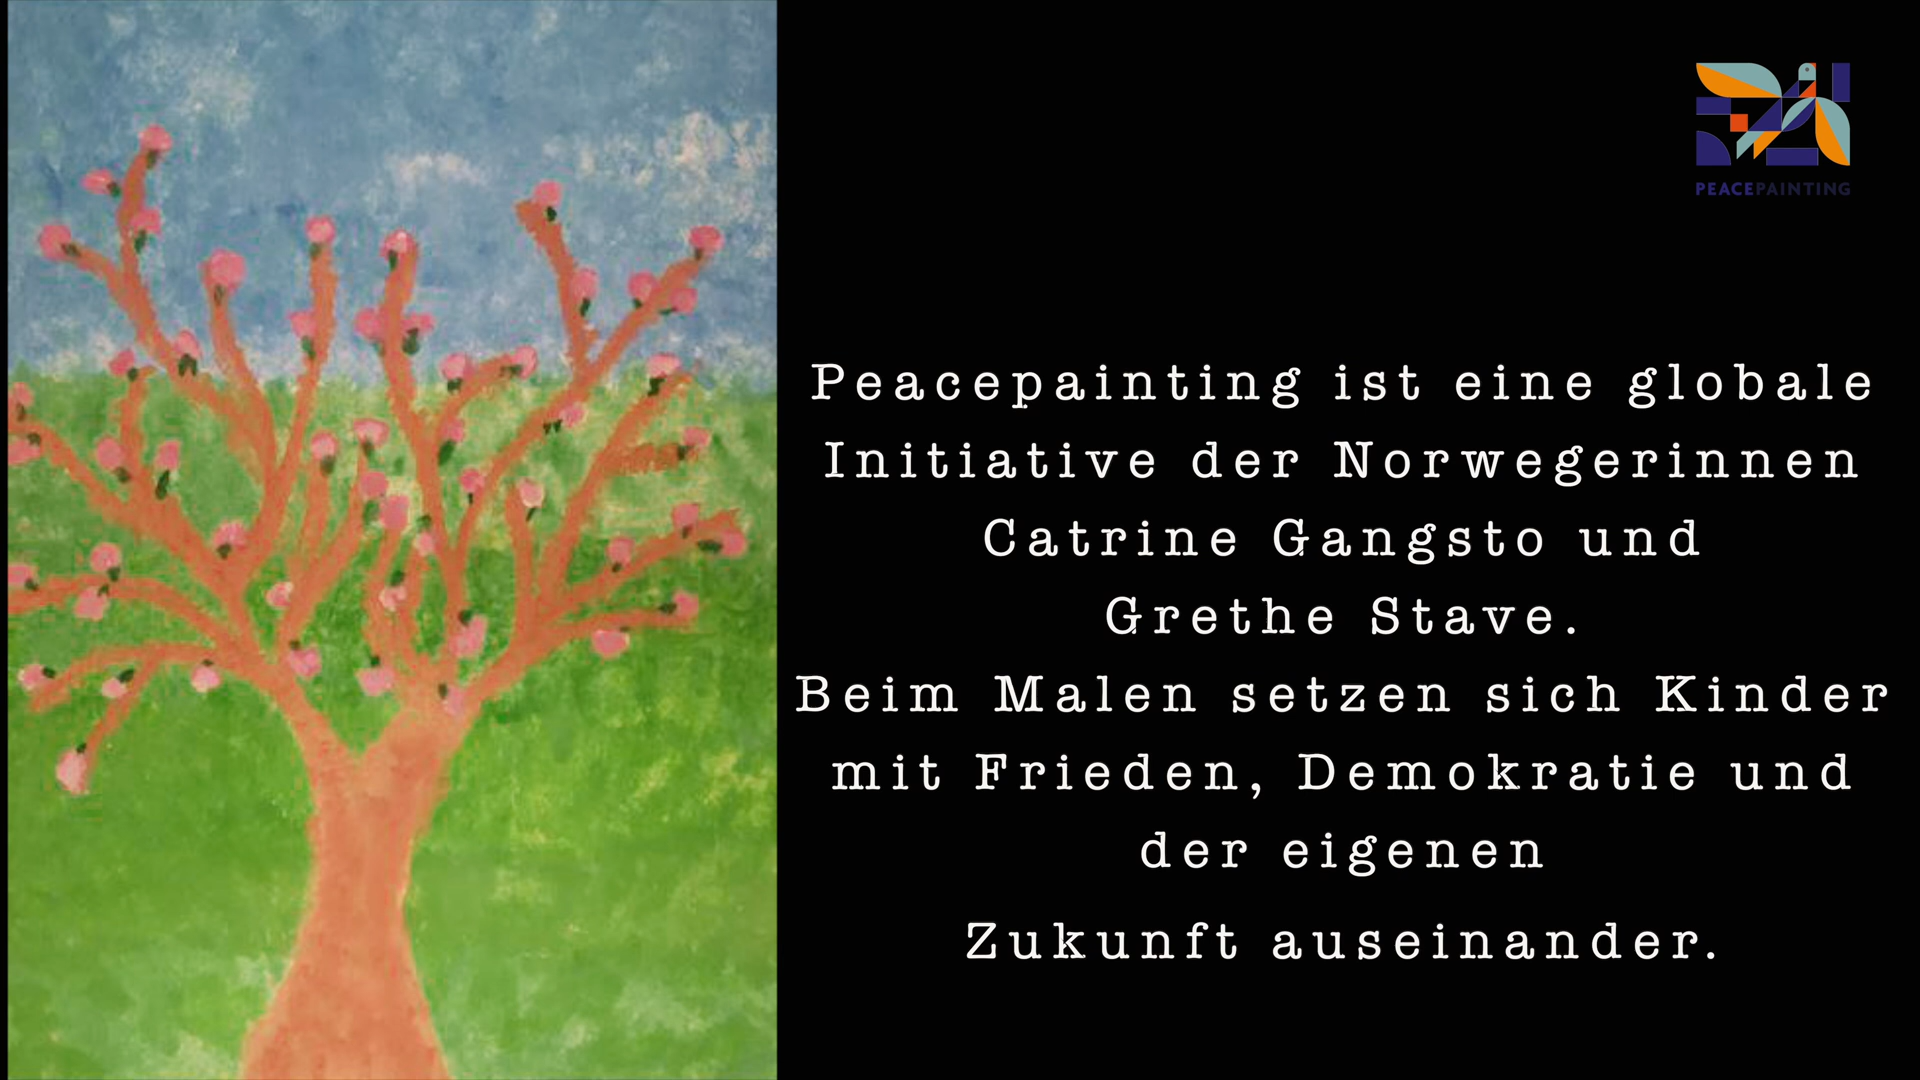 PEACEPAINTING
Peacepainting ist eine globale
Initiative der Norwegerinnen
Catrine Gangsto und
Grethe Stave.
Beim Malen setzen sich Kinder
mit Frieden, Demokratie und
der eigenen
Zukunft auseinander.